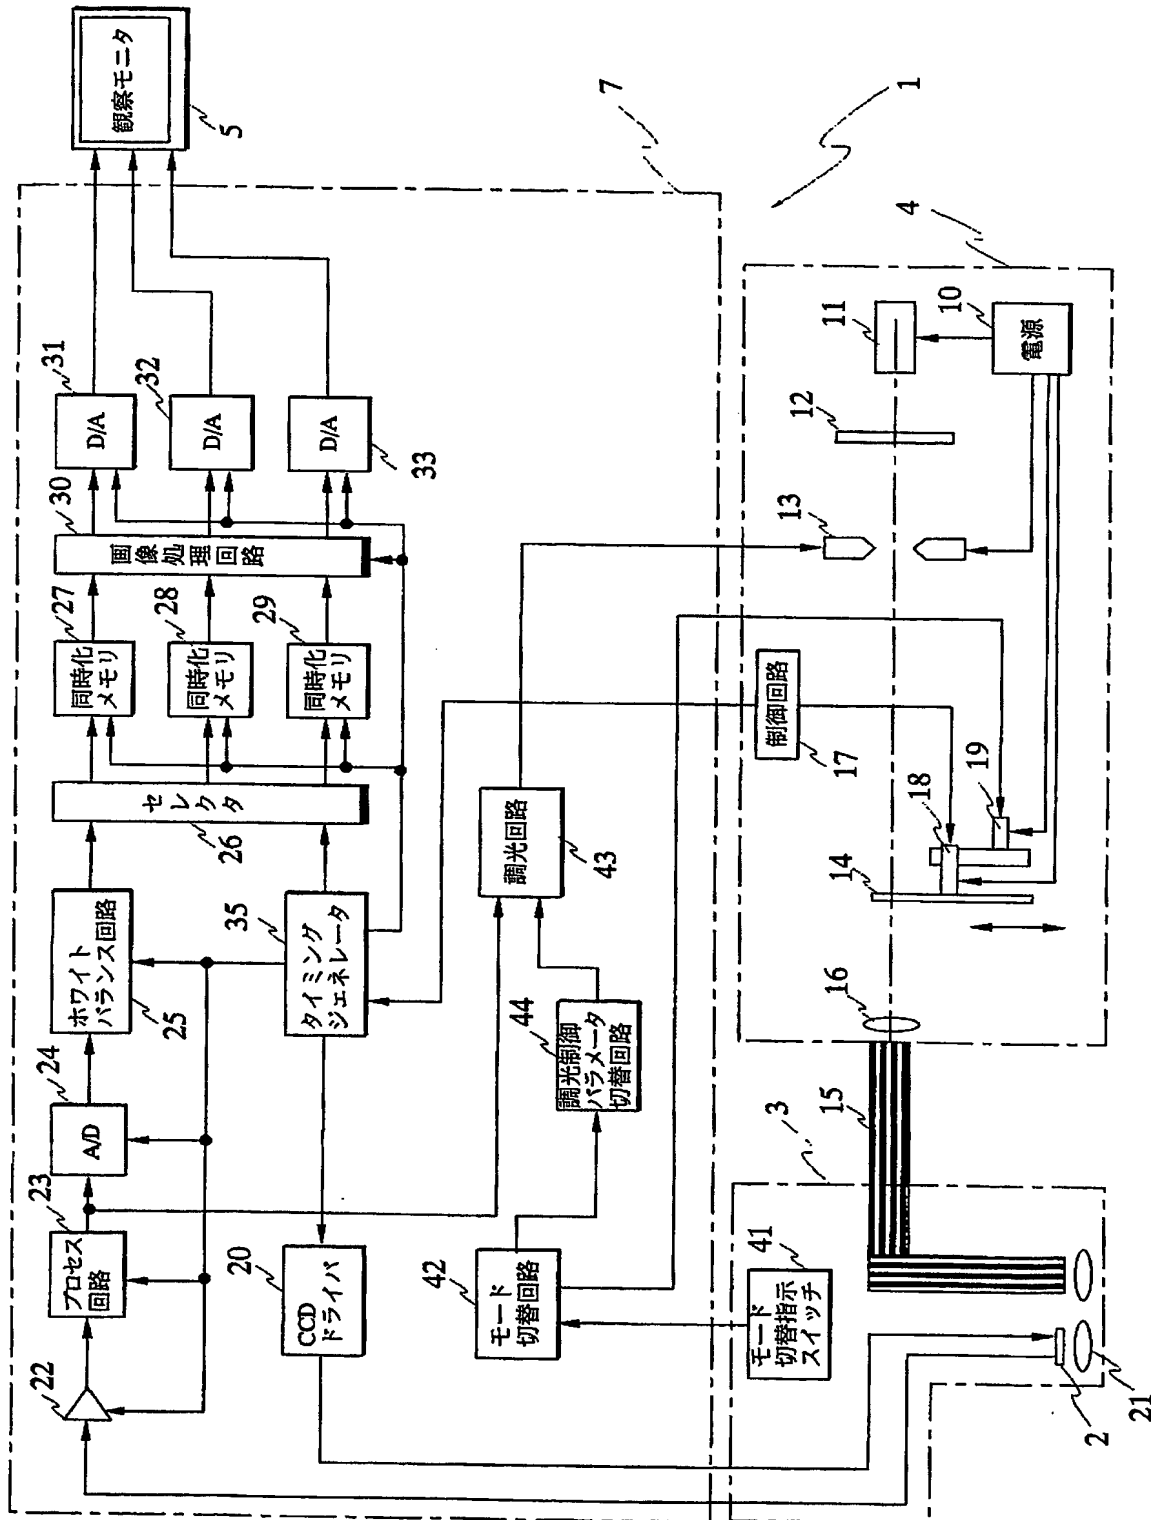 観察モニタ
5
7
1
31
D/A
32
D/A
D/A
33
30
画像処理回路
27
同時化
メモリ
28
同時化
メモリ
29
同時化
メモリ
セレクタ
26
ホワイト
バランス回路
25
35
タイミング
ジェネレータ
24
A/D
23
プロセス
回路
22
20
CCD
ドライバ
調光回路
43
44
調光制御
パラメータ
切替回路
42
モード
切替回路
41
モード
切替指示
スイッチ
4
11
10
電源
12
13
制御回路
17
19
18
14
16
15
3
2
21